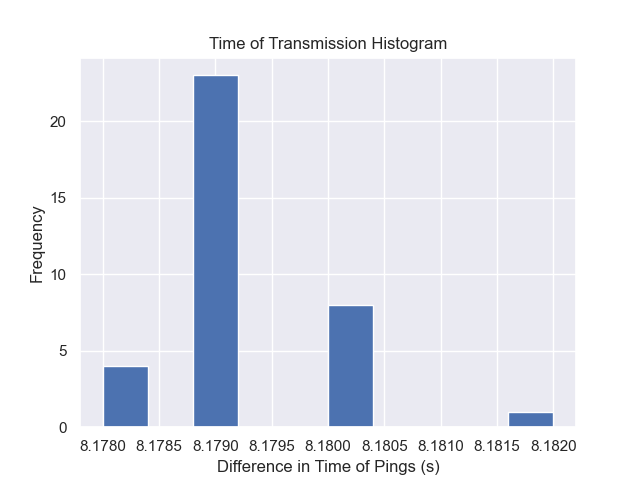 Time of Transmission Histogram
Frequency
20
15
10
5
0
8.1780 8.1785 8.1790 8.1795 8.1800 8.1805 8.1810 8.1815 8.1820
Difference in Time of Pings (s)